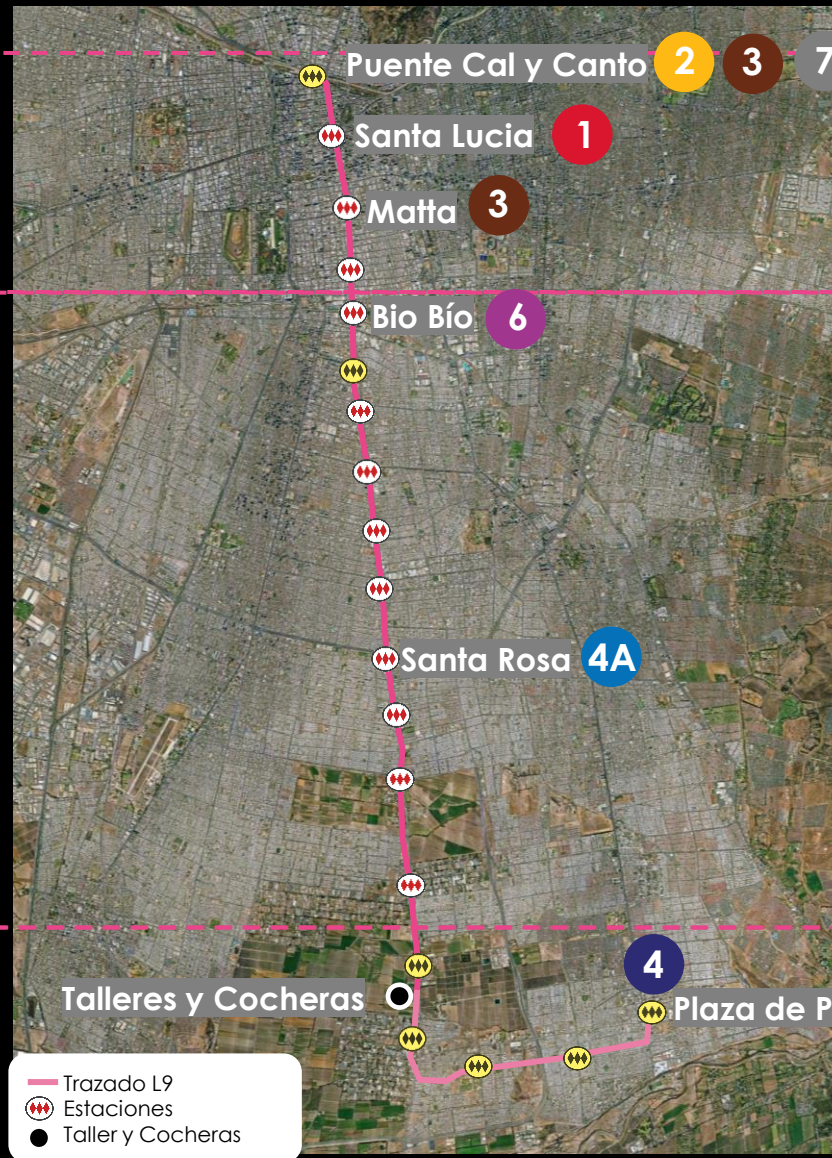 Puente Cal y Canto 2 3 7
Santa Lucia 1
Matta 3
Bio Bío 6
Santa Rosa 4A
4
Talleres y Cocheras
Plaza de P
Trazado L9
Estaciones
Taller y Cocheras